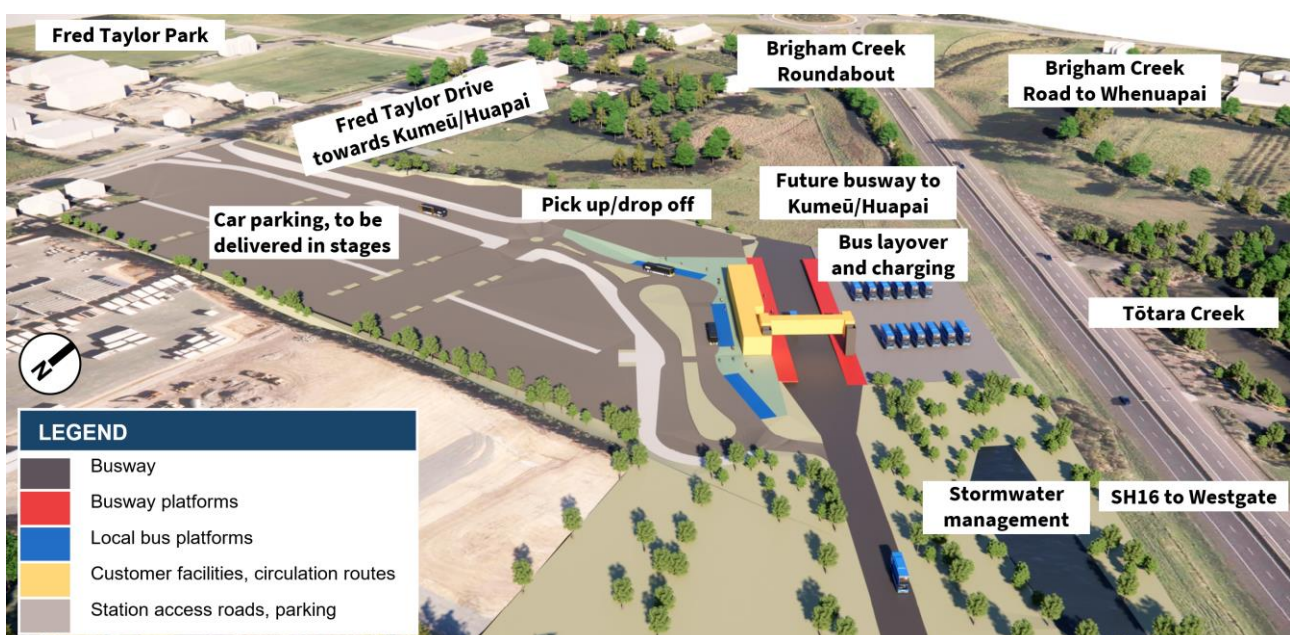 Fred Taylor Park
Fred Taylor Drive
towards Kumeū/Huapai
Brigham Creek
Roundabout
Brigham Creek
Road to Whenuapai
Car parking, to be
delivered in stages
Pick up/drop off
Future busway to
Kumeū/Huapai
Bus layover
and charging
Tōtara Creek
N
Stormwater
management
SH16 to Westgate
LEGEND
Busway
Busway platforms
Local bus platforms
Customer facilities, circulation routes
Station access roads, parking